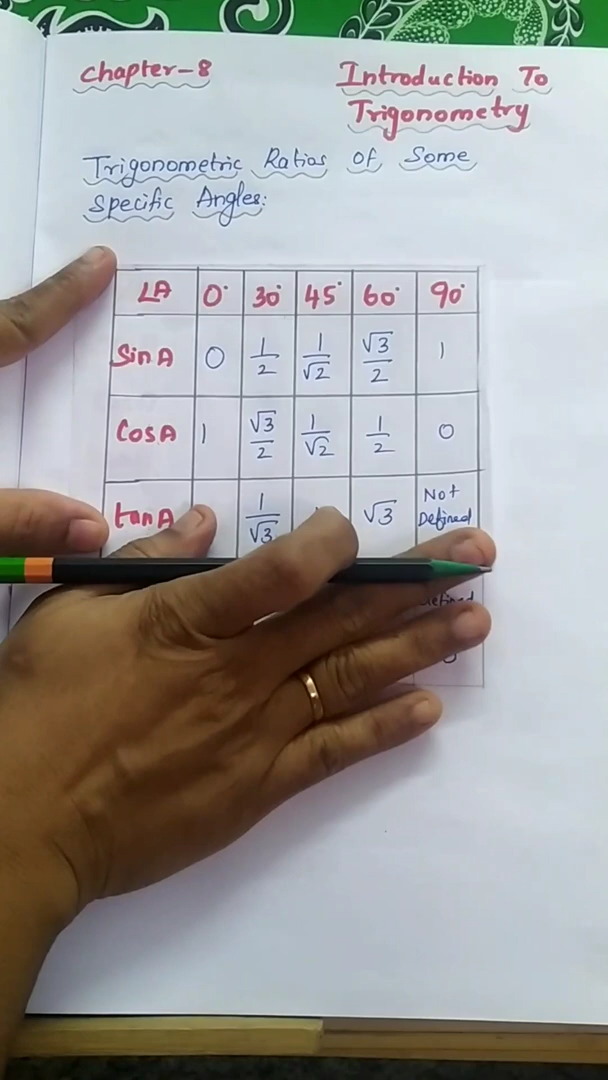 Chapter-8 Introduction To
Trigonometry
Trigonometric Ratios Of Some
Specific Angles:
∠A 0° 30° 45° 60° 90°
Sin A 0 1/2 1/√2 √3/2 1
Cos A 1 √3/2 1/√2 1/2 0
tan A 1/√3 √3 Not Defined